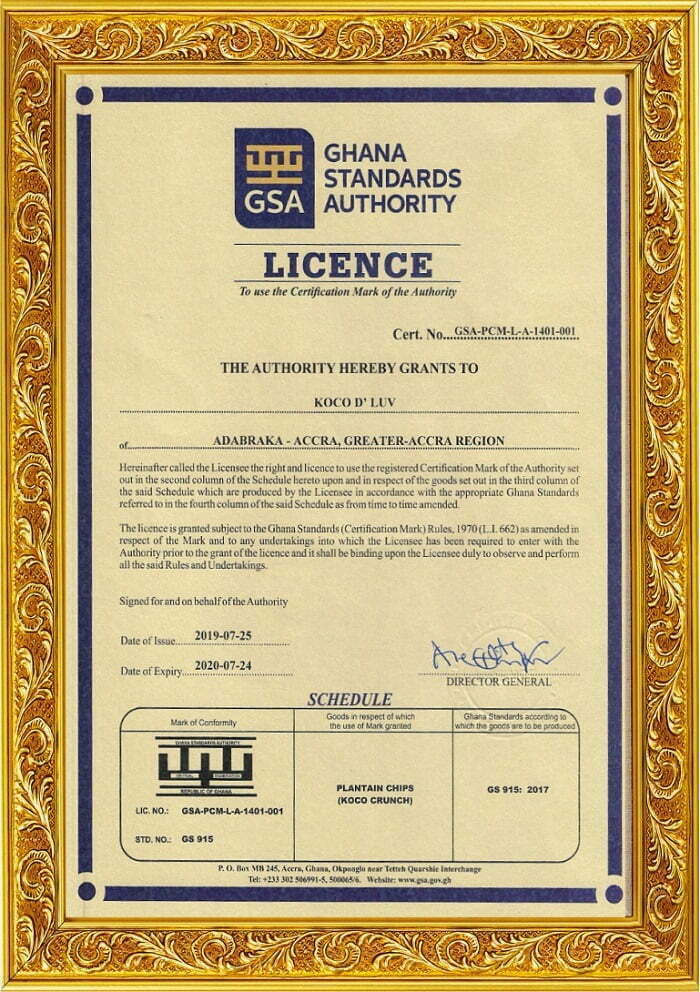 GSA
GHANA
STANDARDS
AUTHORITY
LICENCE
To use the Certification Mark of the Authority
Cert. No...GSA-PCM-L-A-1401-001
THE AUTHORITY HEREBY GRANTS TO
KOCO D' LUV
of ADABRAKA - ACCRA, GREATER-ACCRA REGION
Hereinafter called the Licensee the right and licence to use the registered Certification Mark of the Authority set
out in the second column of the Schedule hereto upon and in respect of the goods set out in the third column of
the said Schedule which are produced by the Licensee in accordance with the appropriate Ghana Standards
referred to in the fourth column of the said Schedule as from time to time amended.
The licence is granted subject to the Ghana Standards (Certification Mark) Rules, 1970 (L.I. 662) as amended in
respect of the Mark and to any undertakings into which the Licensee has been required to enter with the
Authority prior to the grant of the licence and it shall be binding upon the Licensee duly to observe and perform
all the said Rules and Undertakings.
Signed for and on behalf of the Authority
Date of Issue....2019-07-25
Date of Expiry...2020-07-24
DIRECTOR GENERAL
SCHEDULE
Mark of Conformity
Goods in respect of which
the use of Mark granted
Ghana Standards according to
which the goods are to be produced
GHANA STANDARDS AUTHORITY
REPUBLIC OF GHANA
LIC. NO.: GSA-PCM-L-A-1401-001
STD. NO.: GS 915
PLANTAIN CHIPS
(KOCO CRUNCH)
GS 915: 2017
P. O. Box MB 245, Accra, Ghana, Okponglo near Tetteh Quarshie Interchange
Tel: +233 302 506991-5, 500065/6. Website: www.gsa.gov.gh